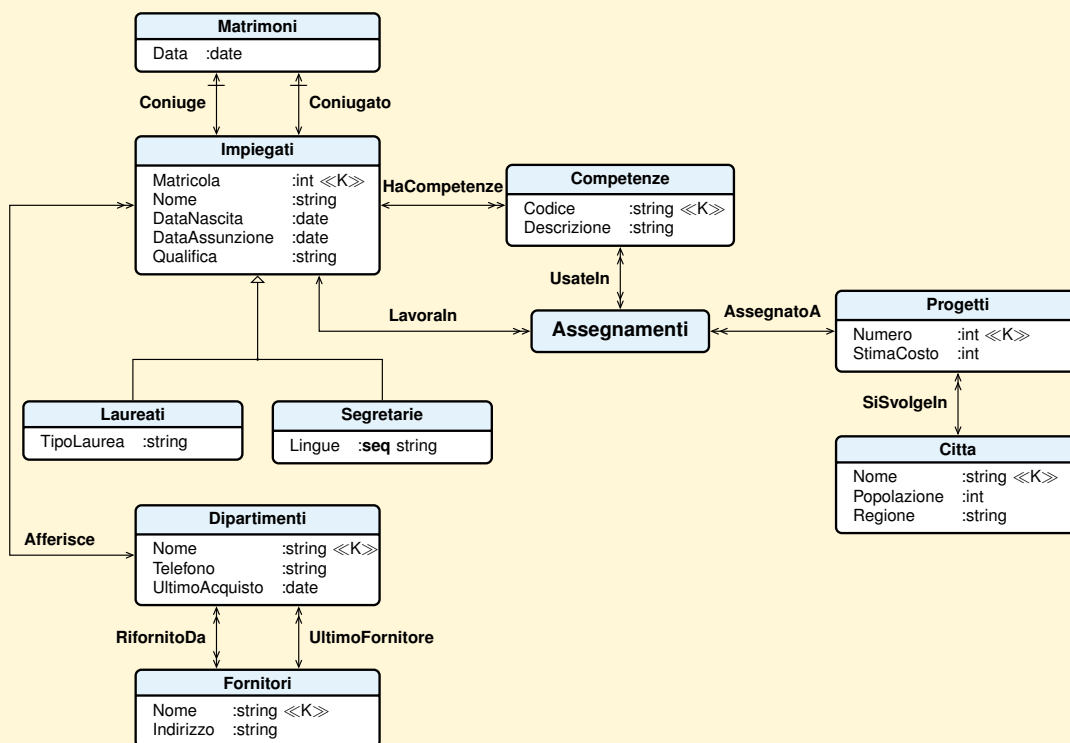 Matrimoni
Data :date
Coniuge
Coniugato
Impiegati
Matricola :int ≪K≫
Nome :string
DataNascita :date
DataAssunzione :date
Qualifica :string
HaCompetenze
Competenze
Codice :string ≪K≫
Descrizione :string
UsateIn
LavoraIn
Assegnamenti
AssegnatoA
Progetti
Numero :int ≪K≫
StimaCosto :int
SiSvolgeIn
Citta
Nome :string ≪K≫
Popolazione :int
Regione :string
Laureati
TipoLaurea :string
Segretarie
Lingue :seq string
Afferisce
Dipartimenti
Nome :string ≪K≫
Telefono :string
UltimoAcquisto :date
RifornitoDa
UltimoFornitore
Fornitori
Nome :string ≪K≫
Indirizzo :string